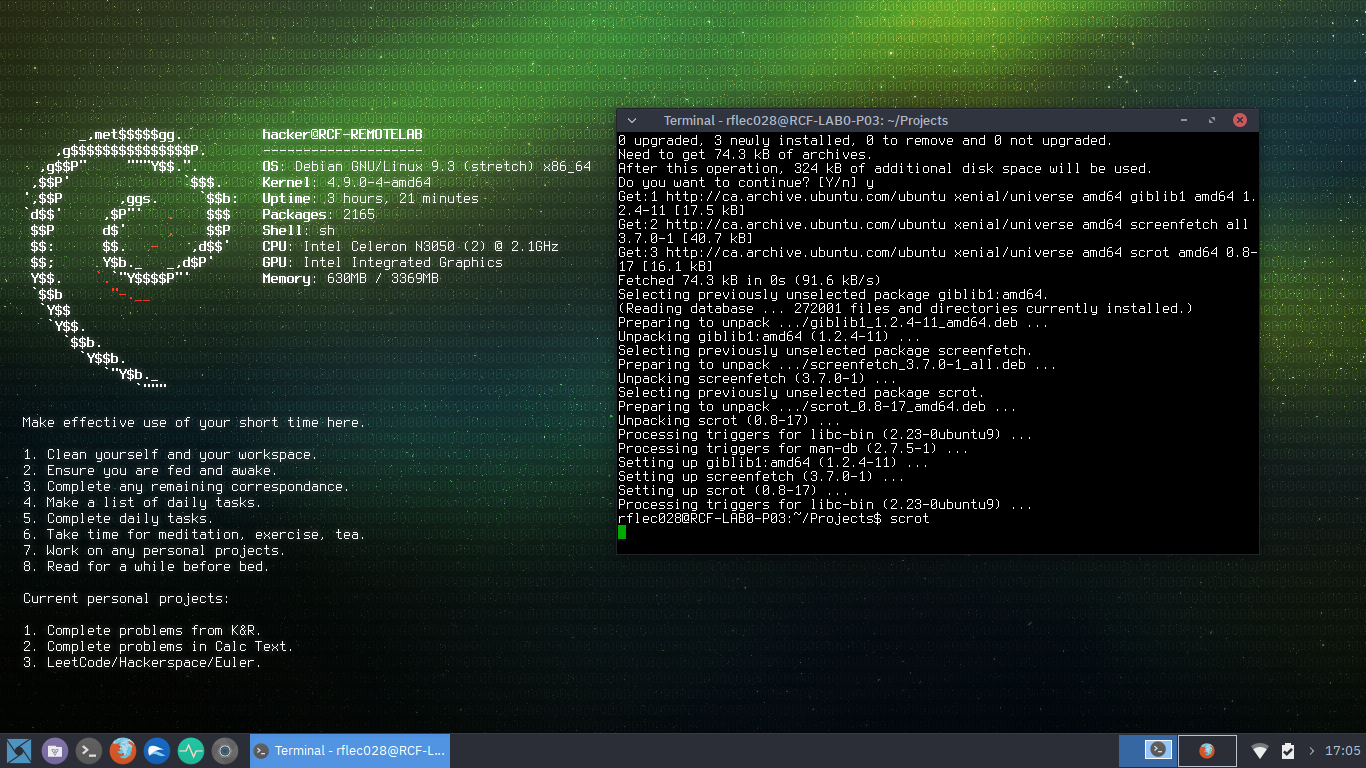 hacker@RCF-REMOTELAB
--------------------
OS: Debian GNU/Linux 9.3 (stretch) x86_64
Kernel: 4.9.0-4-amd64
Uptime: 3 hours, 21 minutes
Packages: 2165
Shell: sh
CPU: Intel Celeron N3050 (2) @ 2.1GHz
GPU: Intel Integrated Graphics
Memory: 630MB / 3369MB
Make effective use of your short time here.
1. Clean yourself and your workspace.
2. Ensure you are fed and awake.
3. Complete any remaining correspondance.
4. Make a list of daily tasks.
5. Complete daily tasks.
6. Take time for meditation, exercise, tea.
7. Work on any personal projects.
8. Read for a while before bed.
Current personal projects:
1. Complete problems from K&R.
2. Complete problems in Calc Text.
3. LeetCode/Hackerspace/Euler.
Terminal - rflec028@RCF-LAB0-P03: ~/Projects
0 upgraded, 3 newly installed, 0 to remove and 0 not upgraded.
Need to get 74.3 kB of archives.
After this operation, 324 kB of additional disk space will be used.
Do you want to continue? [Y/n] y
Get:1 http://ca.archive.ubuntu.com/ubuntu xenial/universe amd64 giblib1 amd64 1.
2.4-11 [17.5 kB]
Get:2 http://ca.archive.ubuntu.com/ubuntu xenial/universe amd64 screenfetch all
3.7.0-1 [40.7 kB]
Get:3 http://ca.archive.ubuntu.com/ubuntu xenial/universe amd64 scrot amd64 0.8-
17 [16.1 kB]
Fetched 74.3 kB in 0s (91.6 kB/s)
Selecting previously unselected package giblib1:amd64.
(Reading database ... 272001 files and directories currently installed.)
Preparing to unpack .../giblib1_1.2.4-11_amd64.deb ...
Unpacking giblib1:amd64 (1.2.4-11) ...
Selecting previously unselected package screenfetch.
Preparing to unpack .../screenfetch_3.7.0-1_all.deb ...
Unpacking screenfetch (3.7.0-1) ...
Selecting previously unselected package scrot.
Preparing to unpack .../scrot_0.8-17_amd64.deb ...
Unpacking scrot (0.8-17) ...
Processing triggers for libc-bin (2.23-0ubuntu9) ...
Processing triggers for man-db (2.7.5-1) ...
Setting up giblib1:amd64 (1.2.4-11) ...
Setting up screenfetch (3.7.0-1) ...
Setting up scrot (0.8-17) ...
Processing triggers for libc-bin (2.23-0ubuntu9) ...
rflec028@RCF-LAB0-P03:~/Projects$ scrot
Terminal - rflec028@RCF-L...
17:05